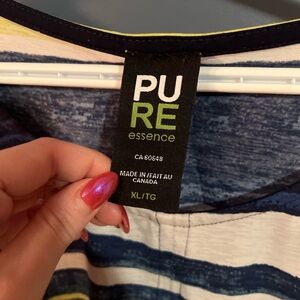 PU
RE
essence
CA 60648
MADE IN /FAIT AU
CANADA
XL/TG